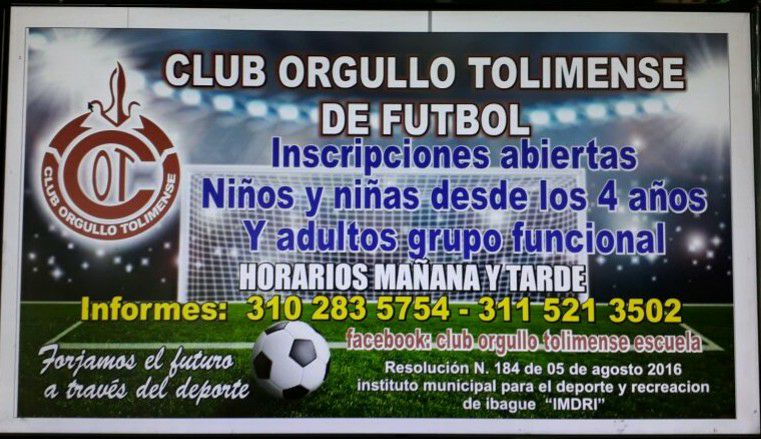 CLUB ORGULLO TOLIMENSE
DE FUTBOL
COT
CLUB ORGULLO TOLIMENSE
Inscripciones abiertas
Niños y niñas desde los 4 años
Y adultos grupo funcional
HORARIOS MAÑANA Y TARDE
Informes: 310 283 5754 - 311 521 3502
facebook: club orgullo tolimense escuela
Forjamos el futuro
a través del deporte
Resolución N. 184 de 05 de agosto 2016
instituto municipal para el deporte y recreacion
de ibague "IMDRI"